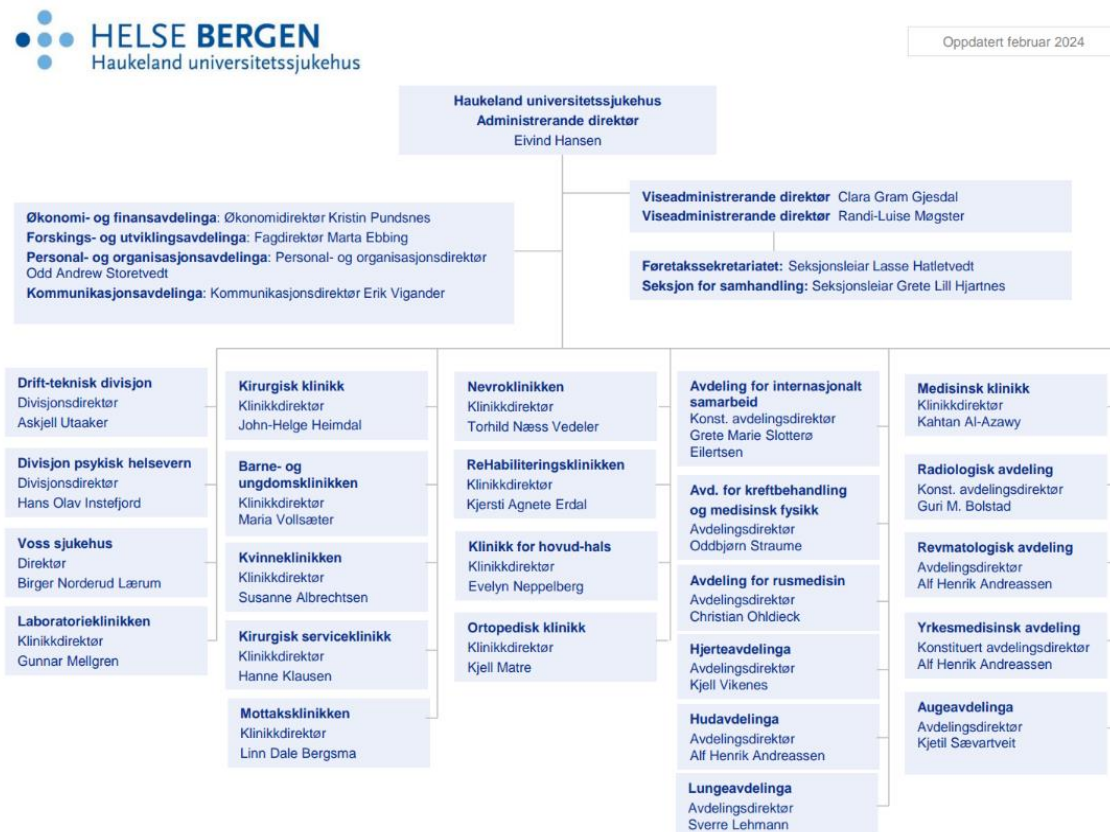 HELSE BERGEN
Haukeland universitetssjukehus
Oppdatert februar 2024
Haukeland universitetssjukehus
Administrerande direktør
Eivind Hansen
Økonomi- og finansavdelinga: Økonomidirektør Kristin Pundsnes
Forskings- og utviklingsavdelinga: Fagdirektør Marta Ebbing
Personal- og organisasjonsavdelinga: Personal- og organisasjonsdirektør
Odd Andrew Storetvedt
Kommunikasjonsavdelinga: Kommunikasjonsdirektør Erik Vigander
Viseadministrerande direktør Clara Gram Gjesdal
Viseadministrerande direktør Randi-Luise Møgster
Føretakssekretariatet: Seksjonsleiar Lasse Hatletvedt
Seksjon for samhandling: Seksjonsleiar Grete Lill Hjartnes
Drift-teknisk divisjon
Divisjonsdirektør
Askjell Utaaker
Divisjon psykisk helsevern
Divisjonsdirektør
Hans Olav Instefjord
Voss sjukehus
Direktør
Birger Norderud Lærum
Laboratorieklinikken
Klinikkdirektør
Gunnar Mellgren
Kirurgisk klinikk
Klinikkdirektør
John-Helge Heimdal
Barne- og
ungdomsklinikken
Klinikkdirektør
Maria Vollsæter
Kvinneklinikken
Klinikkdirektør
Susanne Albrechtsen
Kirurgisk serviceklinikk
Klinikkdirektør
Hanne Klausen
Mottaksklinikken
Klinikkdirektør
Linn Dale Bergsma
Nevroklinikken
Klinikkdirektør
Torhild Næss Vedeler
ReHabiliteringsklinikken
Klinikkdirektør
Kjersti Agnete Erdal
Klinikk for hovud-hals
Klinikkdirektør
Evelyn Neppelberg
Ortopedisk klinikk
Klinikkdirektør
Kjell Matre
Avdeling for internasjonalt
samarbeid
Konst. avdelingsdirektør
Grete Marie Slotterø
Eilertsen
Avd. for kreftbehandling
og medisinsk fysikk
Avdelingsdirektør
Oddbjørn Straume
Avdeling for rusmedisin
Avdelingsdirektør
Christian Ohldieck
Hjerteavdelinga
Avdelingsdirektør
Kjell Vikenes
Hudavdelinga
Avdelingsdirektør
Alf Henrik Andreassen
Lungeavdelinga
Avdelingsdirektør
Sverre Lehmann
Medisinsk klinikk
Klinikkdirektør
Kahtan Al-Azawy
Radiologisk avdeling
Konst. avdelingsdirektør
Guri M. Bolstad
Revmatologisk avdeling
Avdelingsdirektør
Alf Henrik Andreassen
Yrkesmedisinsk avdeling
Konstituert avdelingsdirektør
Alf Henrik Andreassen
Augeavdelinga
Avdelingsdirektør
Kjetil Sævartveit